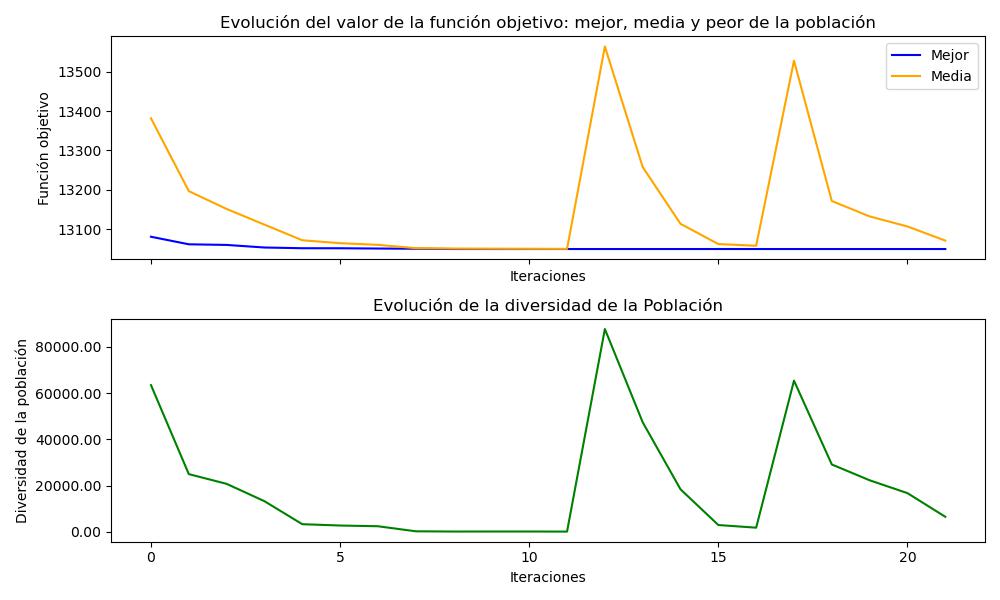 Evolución del valor de la función objetivo: mejor, media y peor de la población
Mejor
Media
Función objetivo
13500
13400
13300
13200
13100
Iteraciones
Evolución de la diversidad de la Población
Diversidad de la población
80000.00
60000.00
40000.00
20000.00
0.00
0 5 10 15 20
Iteraciones